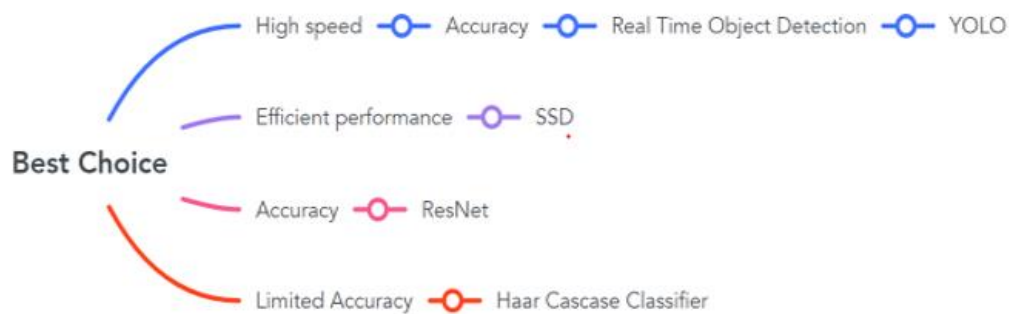 High speed Accuracy Real Time Object Detection YOLO
Efficient performance SSD
Best Choice
Accuracy ResNet
Limited Accuracy Haar Cascase Classifier